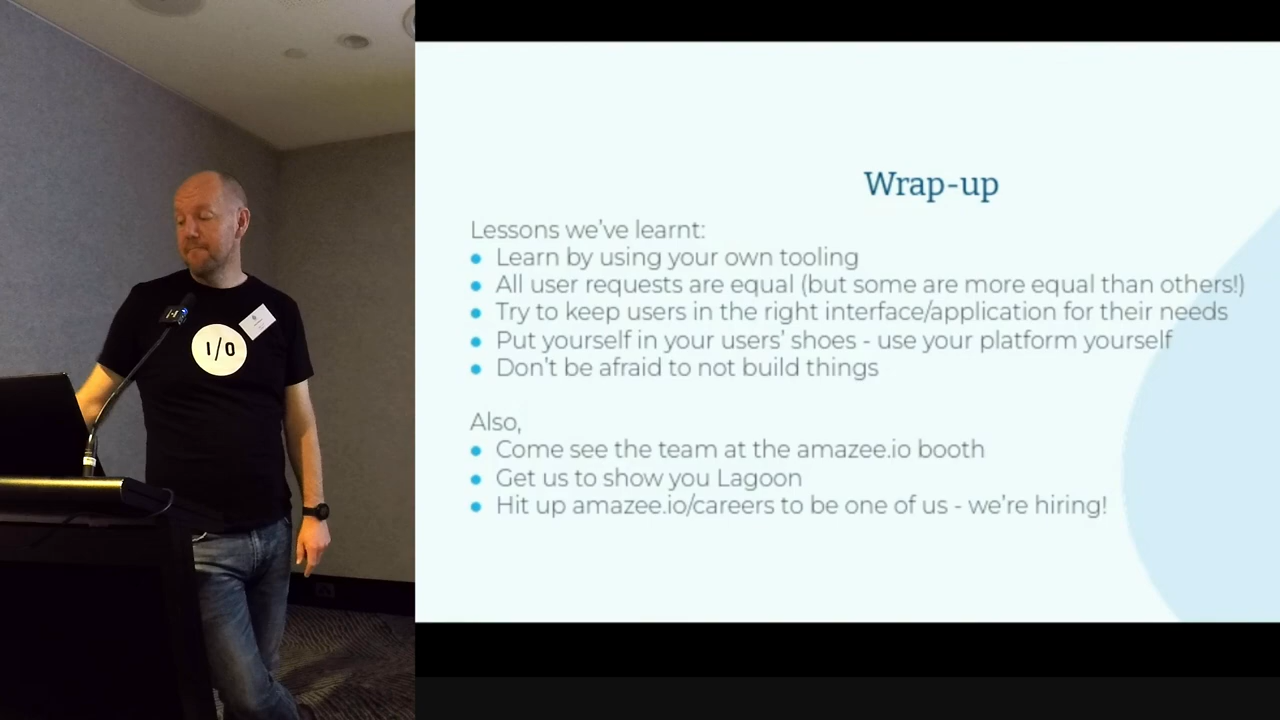 I/O
Wrap-up
Lessons we've learnt:
● Learn by using your own tooling
● All user requests are equal (but some are more equal than others!)
● Try to keep users in the right interface/application for their needs
● Put yourself in your users' shoes - use your platform yourself
● Don't be afraid to not build things
Also,
● Come see the team at the amazee.io booth
● Get us to show you Lagoon
● Hit up amazee.io/careers to be one of us - we're hiring!